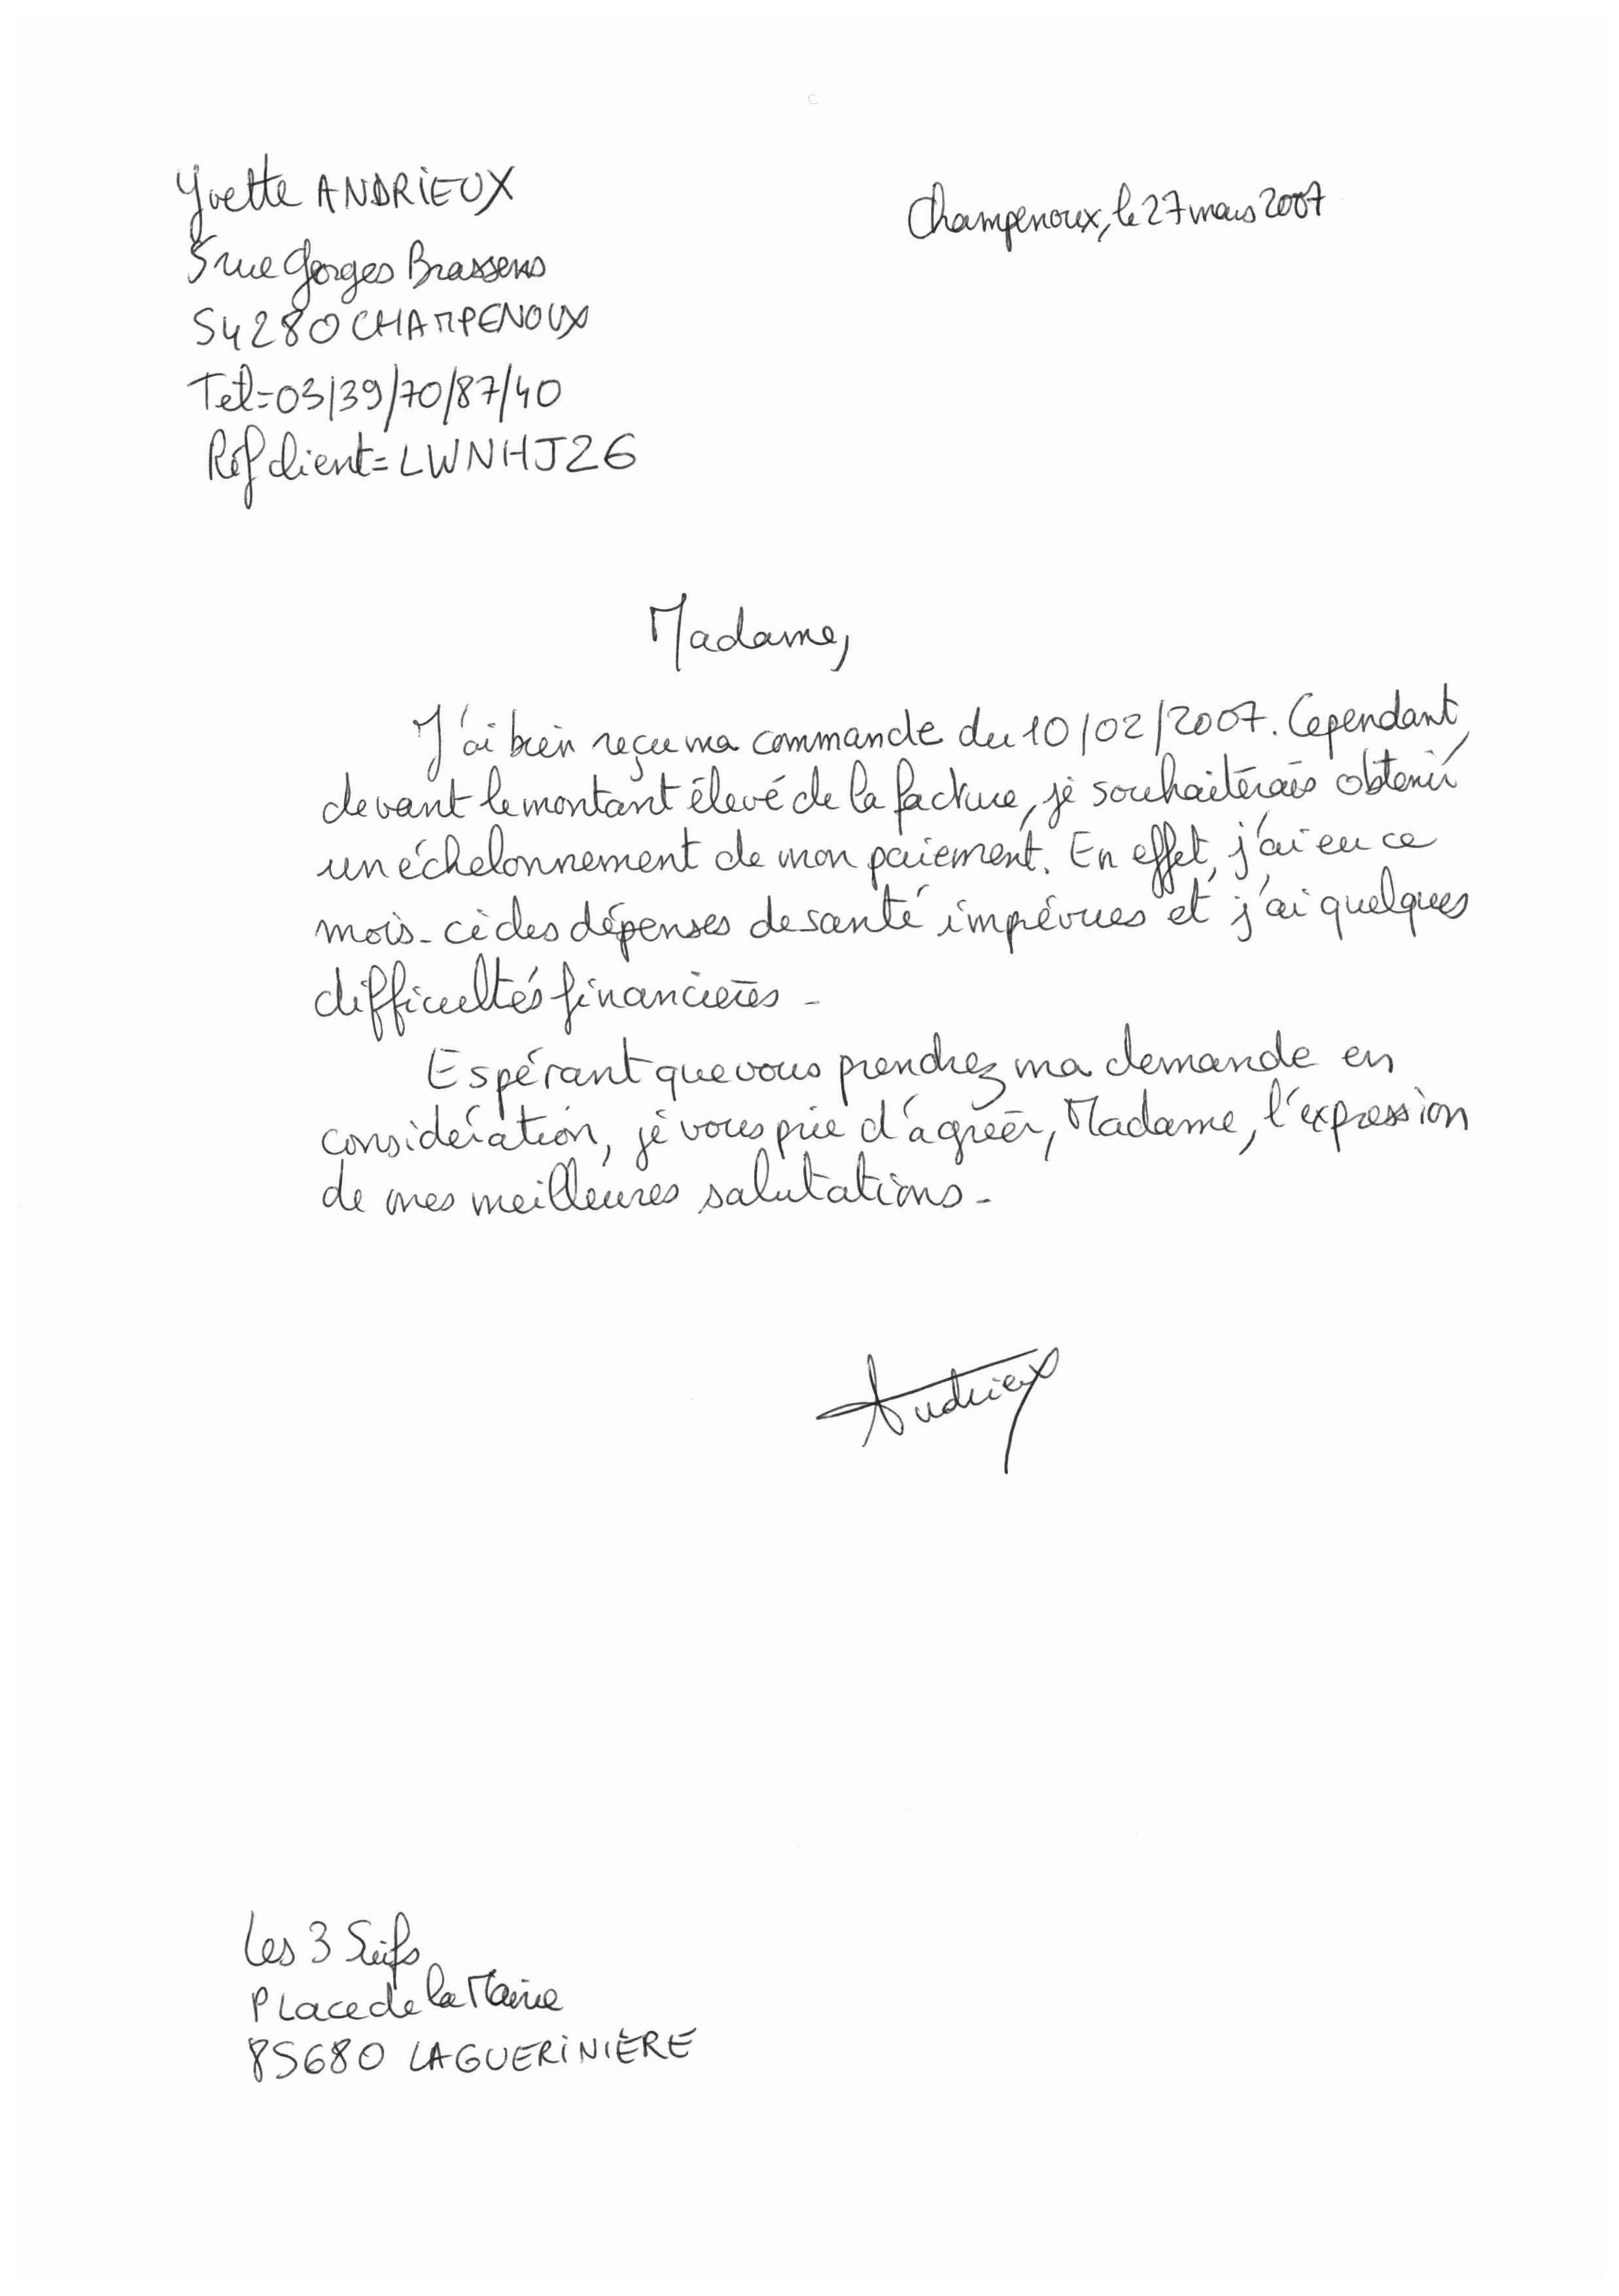 Yvette ANDRIEUX
Champenoux, le 27 mars 2007
5 rue Gorges Brassens
54280 CHAMPENOUX
Tel=03/39/70/87/40
Réf client=LWNHJ26
Madame,
J'ai bien reçu ma commande du 10/02/2007. Cependant,
devant le montant élevé de la facture, je souhaiterais obtenir
un échelonnement de mon paiement. En effet, j'ai eu ce
mois-ci des dépenses de santé imprévues et j'ai quelques
difficultés financières -
Espérant que vous prendrez ma demande en
considération, je vous prie d'agréer, Madame, l'expression
de mes meilleures salutations -
Andrieux
Les 3
Place de la Mairie
85680 LA GUERINIÈRE